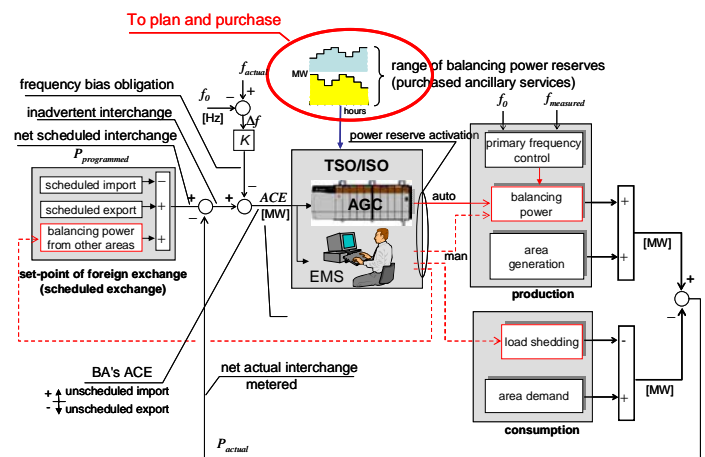 To plan and purchase
MW
hours
range of balancing power reserves
(purchased ancillary services)
frequency bias obligation
inadvertent interchange
net scheduled interchange
P programmed
f actual
f0
[Hz]
− +
Δf
K
−
f0
f measured
power reserve activation
primary frequency
control
TSO/ISO
AGC
EMS
auto
man
balancing
power
area
generation
production
+
+
[MW]
scheduled import
scheduled export
balancing power
from other areas
−
+
+
set-point of foreign exchange
(scheduled exchange)
+
−
+
ACE
[MW]
+
−
load shedding
area demand
consumption
-
+
[MW]
BA's ACE
+ unscheduled import
- unscheduled export
net actual interchange
metered
P actual